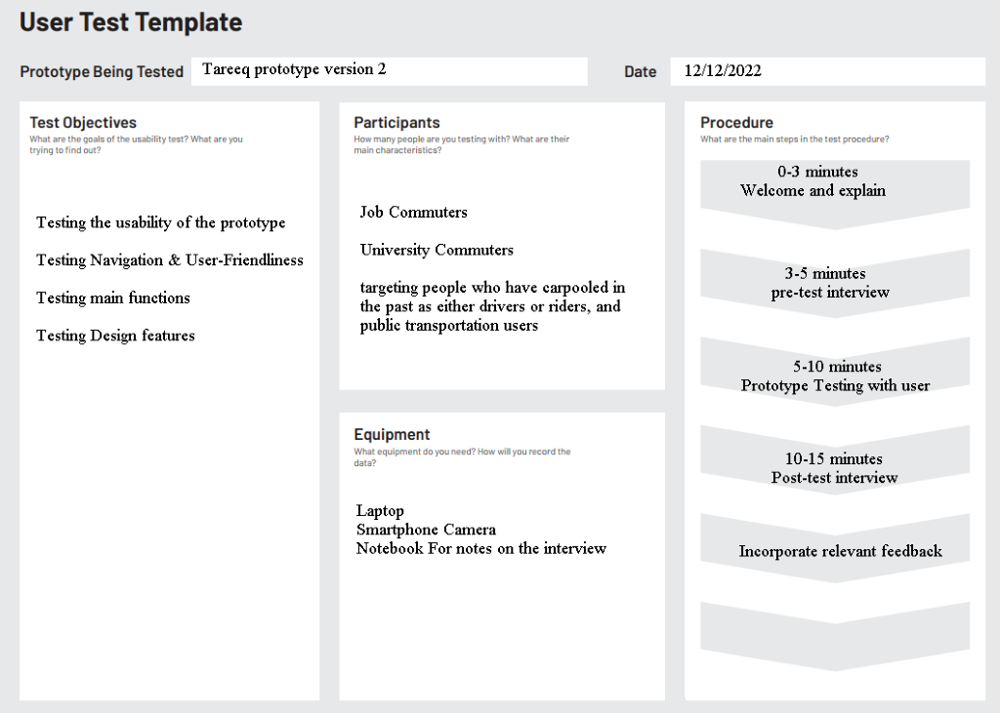 User Test Template
Prototype Being Tested
Tareeq prototype version 2
Date
12/12/2022
Test Objectives
What are the goals of the usability test? What are you
trying to find out?
Testing the usability of the prototype
Testing Navigation & User-Friendliness
Testing main functions
Testing Design features
Participants
How many people are you testing with? What are their
main characteristics?
Job Commuters
University Commuters
targeting people who have carpooled in
the past as either drivers or riders, and
public transportation users
Equipment
What equipment do you need? How will you record the
data?
Laptop
Smartphone Camera
Notebook For notes on the interview
Procedure
What are the main steps in the test procedure?
0-3 minutes
Welcome and explain
3-5 minutes
pre-test interview
5-10 minutes
Prototype Testing with user
10-15 minutes
Post-test interview
Incorporate relevant feedback